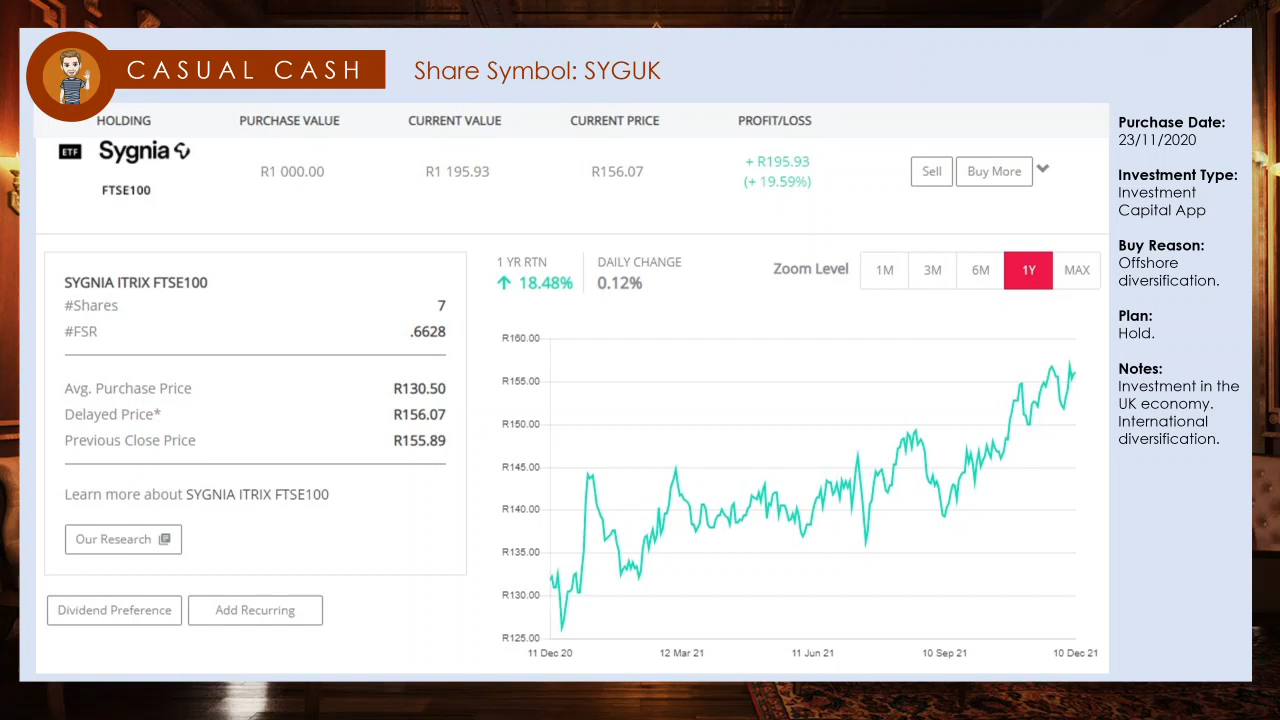 CASUAL CASH
Share Symbol: SYGUK
HOLDING PURCHASE VALUE CURRENT VALUE CURRENT PRICE PROFIT/LOSS
ETF Sygnia
FTSE100
R1 000.00 R1 195.93 R156.07
+ R195.93
(+ 19.59%)
Sell Buy More
SYGNIA ITRIX FTSE100
#Shares 7
#FSR .6628
Avg. Purchase Price R130.50
Delayed Price* R156.07
Previous Close Price R155.89
Learn more about SYGNIA ITRIX FTSE100
Our Research
Dividend Preference Add Recurring
1 YR RTN
18.48%
DAILY CHANGE
0.12%
Zoom Level 1M 3M 6M 1Y MAX
R160.00
R155.00
R150.00
R145.00
R140.00
R135.00
R130.00
R125.00
11 Dec 20 12 Mar 21 11 Jun 21 10 Sep 21 10 Dec 21
Purchase Date:
23/11/2020
Investment Type:
Investment
Capital App
Buy Reason:
Offshore
diversification.
Plan:
Hold.
Notes:
Investment in the
UK economy.
International
diversification.